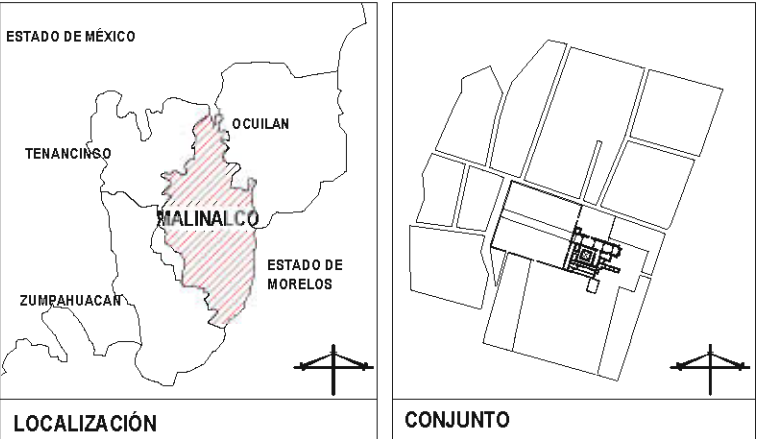 ESTADO DE MÉXICO
OCUILAN
TENANCINGO
MALINALCO
ESTADO DE
MORELOS
ZUMPAHUACAN
LOCALIZACIÓN
CONJUNTO